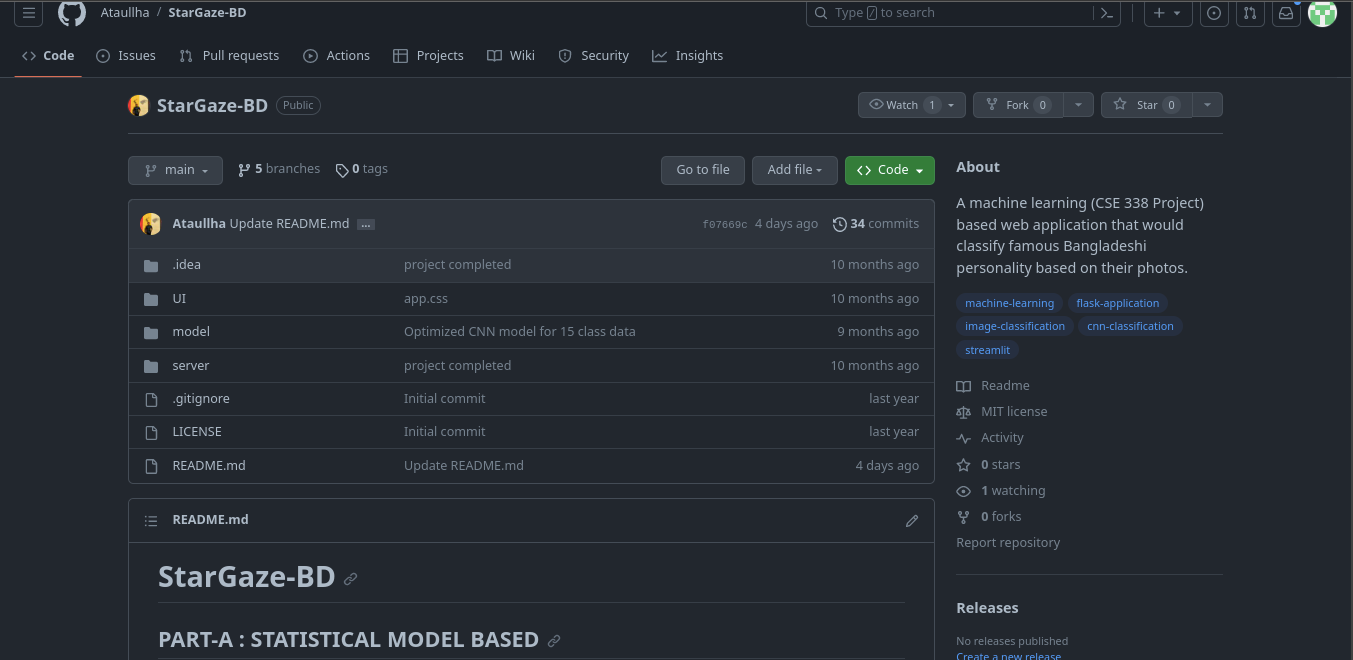 Ataullha / StarGaze-BD
Type / to search
Code
Issues
Pull requests
Actions
Projects
Wiki
Security
Insights
StarGaze-BD Public
Watch 1
Fork 0
Star 0
main
5 branches
0 tags
Go to file
Add file
Code
Ataullha Update README.md ... f07669c 4 days ago 34 commits
.idea project completed 10 months ago
UI app.css 10 months ago
model Optimized CNN model for 15 class data 9 months ago
server project completed 10 months ago
.gitignore Initial commit last year
LICENSE Initial commit last year
README.md Update README.md 4 days ago
README.md
StarGaze-BD
PART-A : STATISTICAL MODEL BASED
About
A machine learning (CSE 338 Project)
based web application that would
classify famous Bangladeshi
personality based on their photos.
machine-learning flask-application
image-classification cnn-classification
streamlit
Readme
MIT license
Activity
0 stars
1 watching
0 forks
Report repository
Releases
No releases published
Create a new release